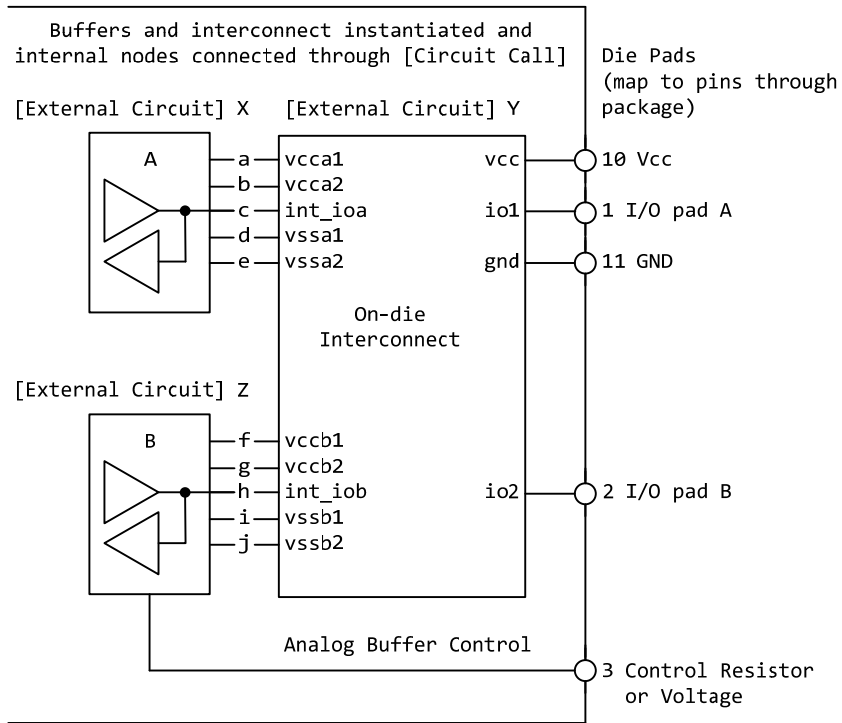 Buffers and interconnect instantiated and
internal nodes connected through [Circuit Call]
Die Pads
(map to pins through
package)
[External Circuit] X
[External Circuit] Y
A
a
vcca1
vcc
10 Vcc
b
vcca2
c
int_ioa
io1
1 I/O pad A
d
vssa1
e
vssa2
gnd
11 GND
On-die
Interconnect
[External Circuit] Z
B
f
vccb1
g
vccb2
h
int_iob
io2
2 I/O pad B
i
vssb1
j
vssb2
Analog Buffer Control
3 Control Resistor
or Voltage